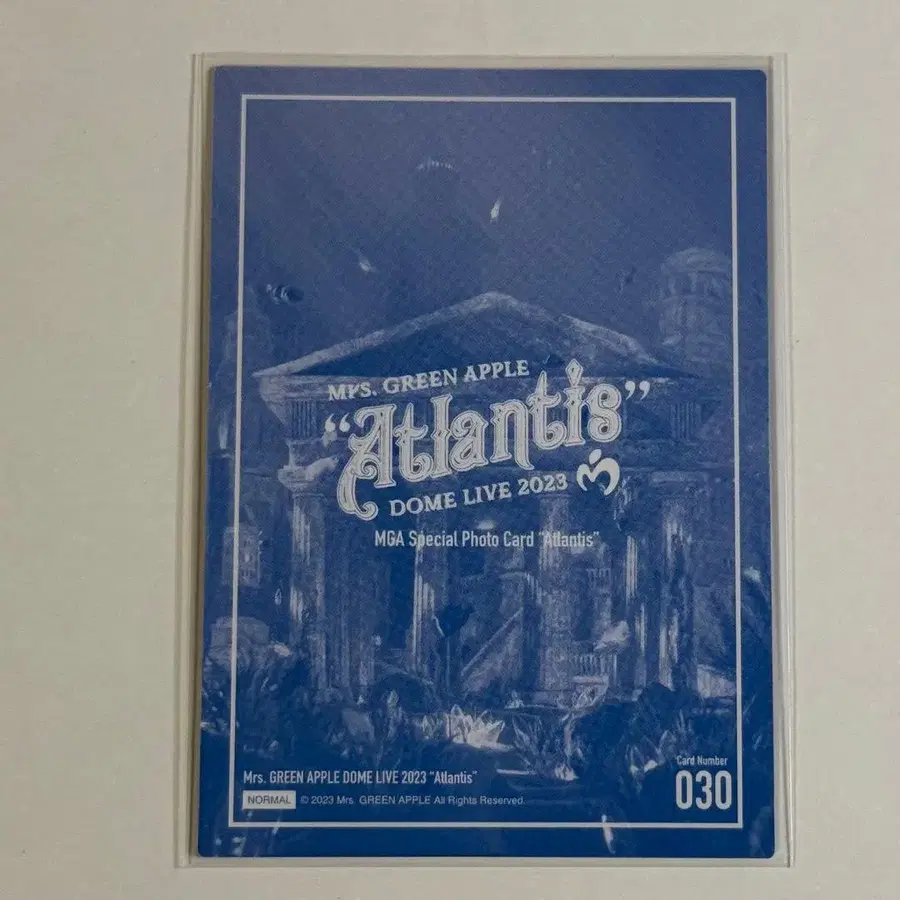 Mrs. GREEN APPLE
“Atlantis”
DOME LIVE 2023
MGA Special Photo Card “Atlantis”
Card Number
030
Mrs. GREEN APPLE DOME LIVE 2023 “Atlantis”
NORMAL © 2023 Mrs. GREEN APPLE All Rights Reserved.